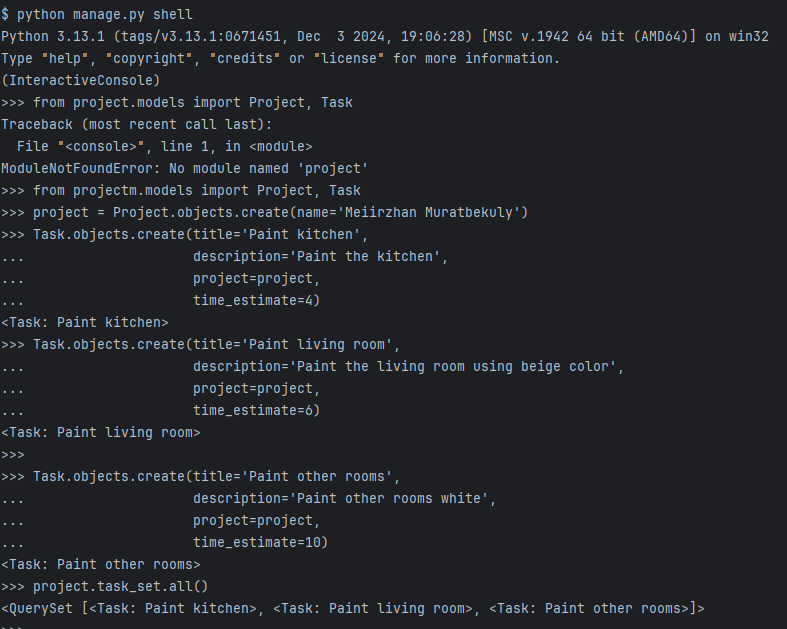 $ python manage.py shell
Python 3.13.1 (tags/v3.13.1:0671451, Dec  3 2024, 19:06:28) [MSC v.1942 64 bit (AMD64)] on win32
Type "help", "copyright", "credits" or "license" for more information.
(InteractiveConsole)
>>> from project.models import Project, Task
Traceback (most recent call last):
  File "<console>", line 1, in <module>
ModuleNotFoundError: No module named 'project'
>>> from projectm.models import Project, Task
>>> project = Project.objects.create(name='Meiirzhan Muratbekuly')
>>> Task.objects.create(title='Paint kitchen',
...                     description='Paint the kitchen',
...                     project=project,
...                     time_estimate=4)
<Task: Paint kitchen>
>>> Task.objects.create(title='Paint living room',
...                     description='Paint the living room using beige color',
...                     project=project,
...                     time_estimate=6)
<Task: Paint living room>
>>>
>>> Task.objects.create(title='Paint other rooms',
...                     description='Paint other rooms white',
...                     project=project,
...                     time_estimate=10)
<Task: Paint other rooms>
>>> project.task_set.all()
<QuerySet [<Task: Paint kitchen>, <Task: Paint living room>, <Task: Paint other rooms>]>
>>>